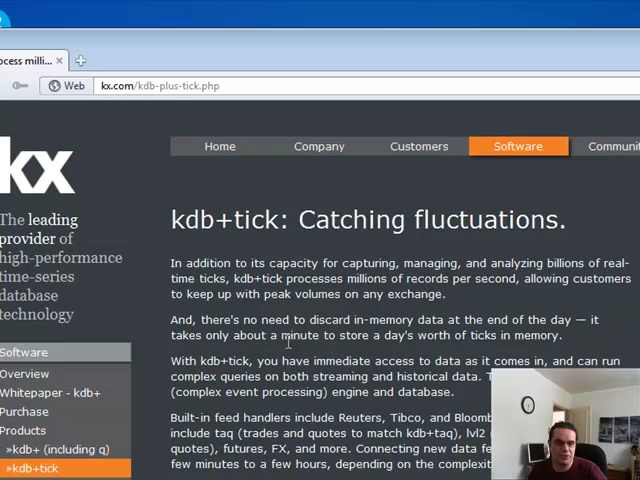 ocess milli...
Web
kx.com/kdb-plus-tick.php
kx
Home
Company
Customers
Software
Communi
The leading
provider of
high-performance
time-series
database
technology
kdb+tick: Catching fluctuations.
In addition to its capacity for capturing, managing, and analyzing billions of real-
time ticks, kdb+tick processes millions of records per second, allowing customers
to keep up with peak volumes on any exchange.
And, there's no need to discard in-memory data at the end of the day — it
takes only about a minute to store a day's worth of ticks in memory.
With kdb+tick, you have immediate access to data as it comes in, and can run
complex queries on both streaming and historical data. T
(complex event processing) engine and database.
Built-in feed handlers include Reuters, Tibco, and Bloomb
include taq (trades and quotes to match kdb+taq), lvl2 (
quotes), futures, FX, and more. Connecting new data fe
few minutes to a few hours, depending on the complexit
Software
Overview
Whitepaper - kdb+
Purchase
Products
»kdb+ (including q)
»kdb+tick